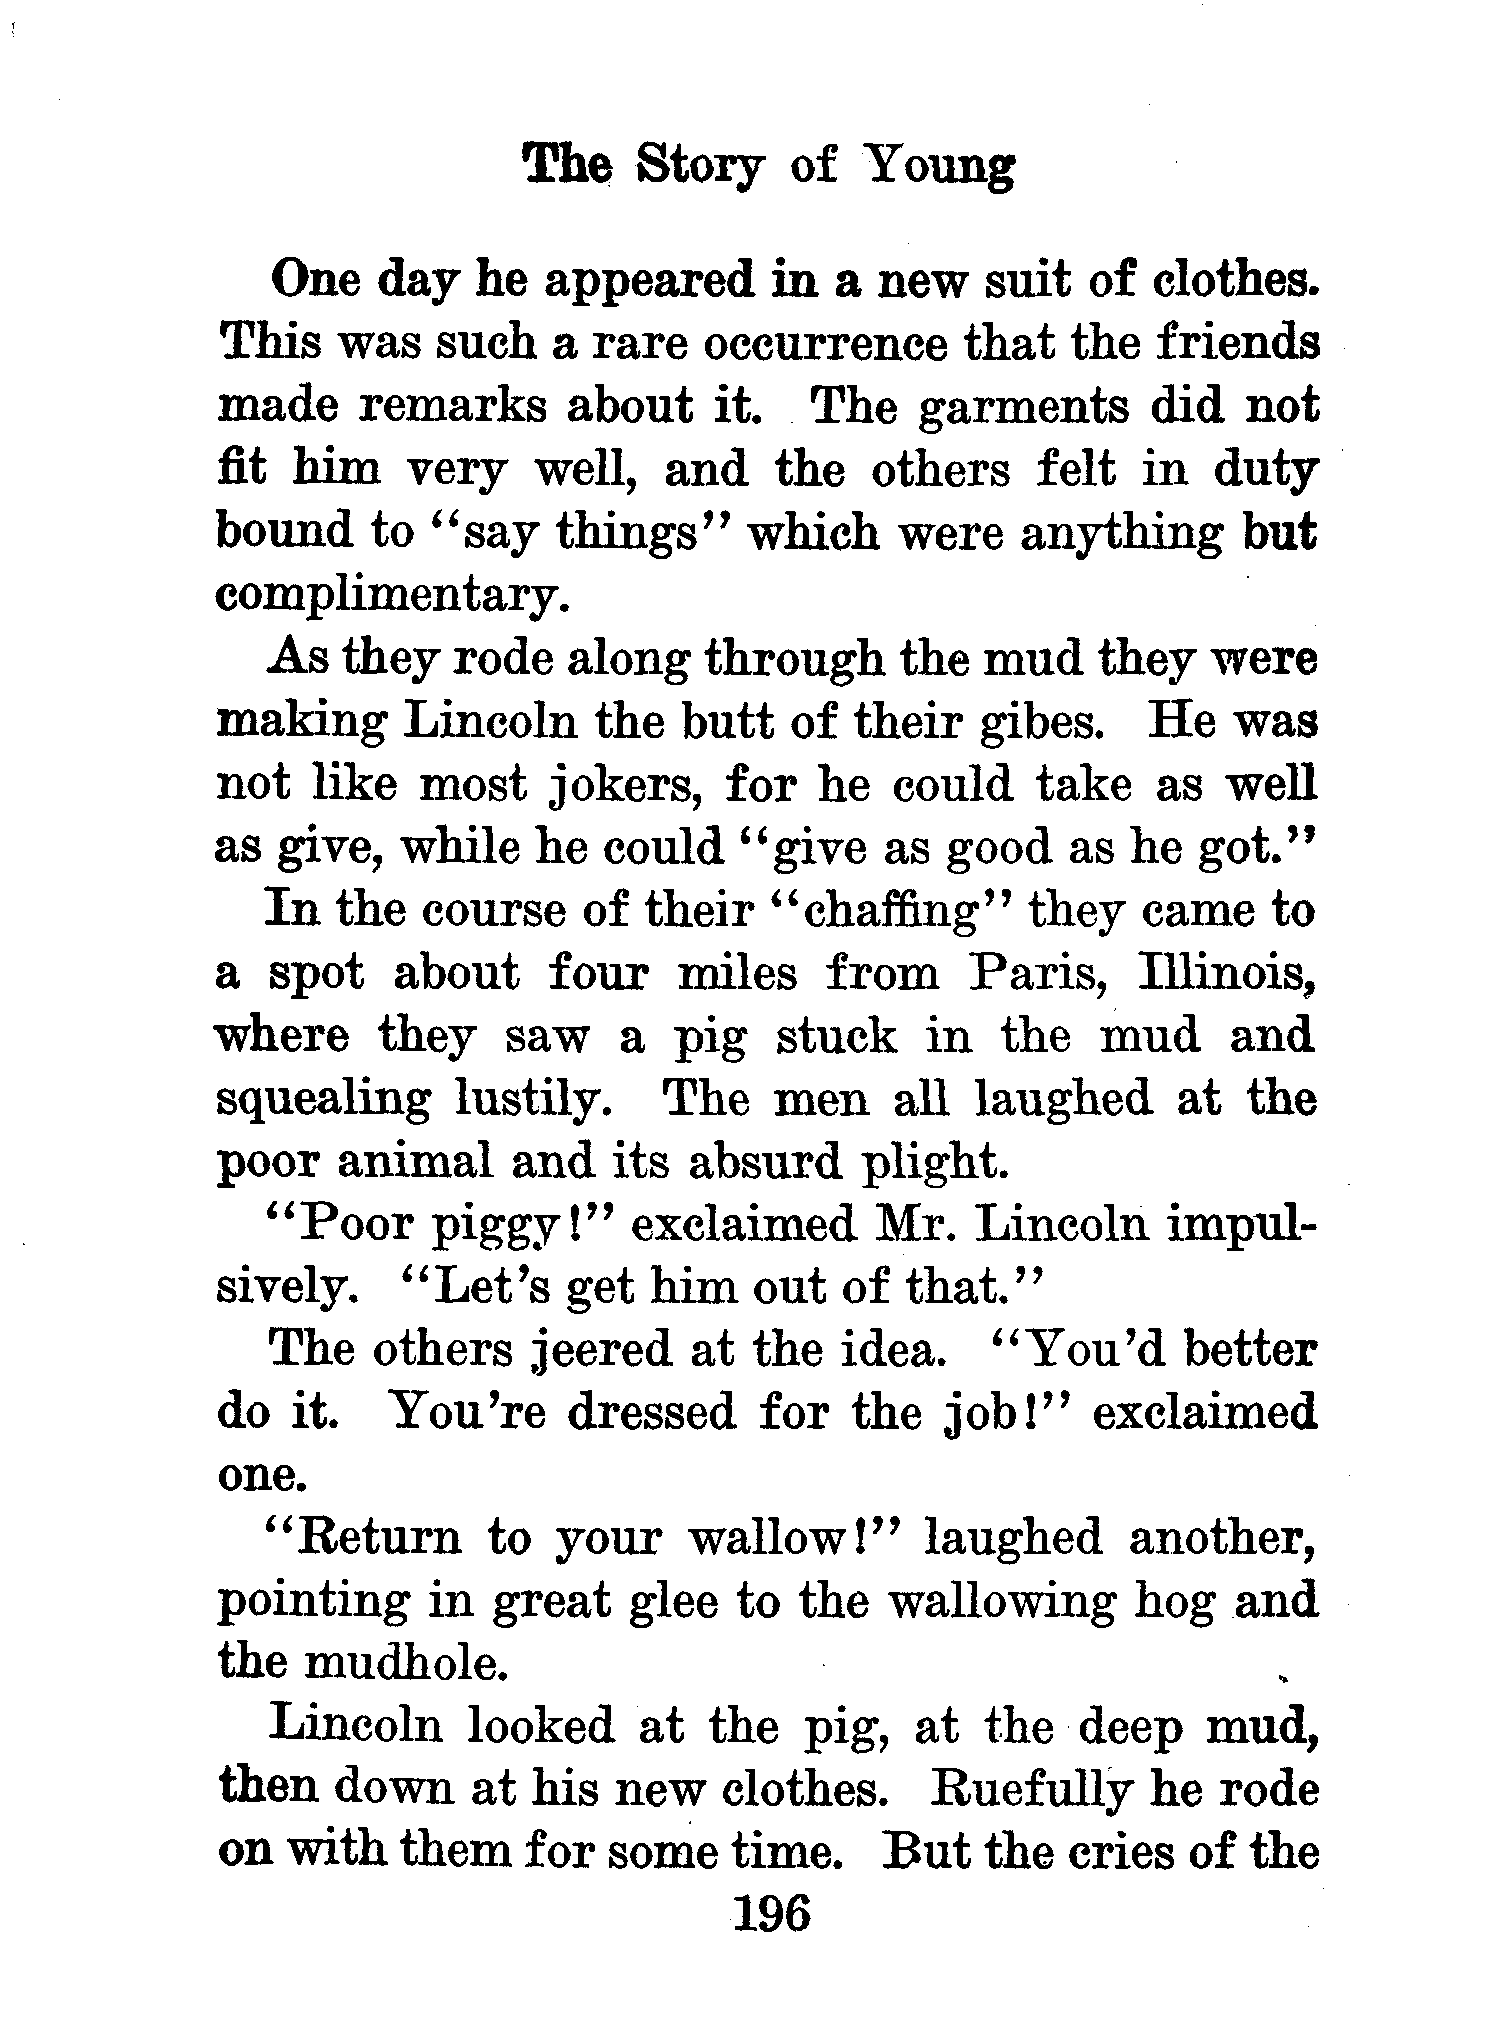 The Story of Young
One day he appeared in a new suit of clothes.
This was such a rare occurrence that the friends
made remarks about it. The garments did not
fit him very well, and the others felt in duty
bound to "say things" which were anything but
complimentary.
As they rode along through the mud they were
making Lincoln the butt of their gibes. He was
not like most jokers, for he could take as well
as give, while he could "give as good as he got."
In the course of their "chaffing" they came to
a spot about four miles from Paris, Illinois,
where they saw a pig stuck in the mud and
squealing lustily. The men all laughed at the
poor animal and its absurd plight.
"Poor piggy!" exclaimed Mr. Lincoln impul-
sively. "Let's get him out of that."
The others jeered at the idea. "You'd better
do it. You're dressed for the job!" exclaimed
one.
"Return to your wallow!" laughed another,
pointing in great glee to the wallowing hog and
the mudhole.
Lincoln looked at the pig, at the deep mud,
then down at his new clothes. Ruefully he rode
on with them for some time. But the cries of the
196